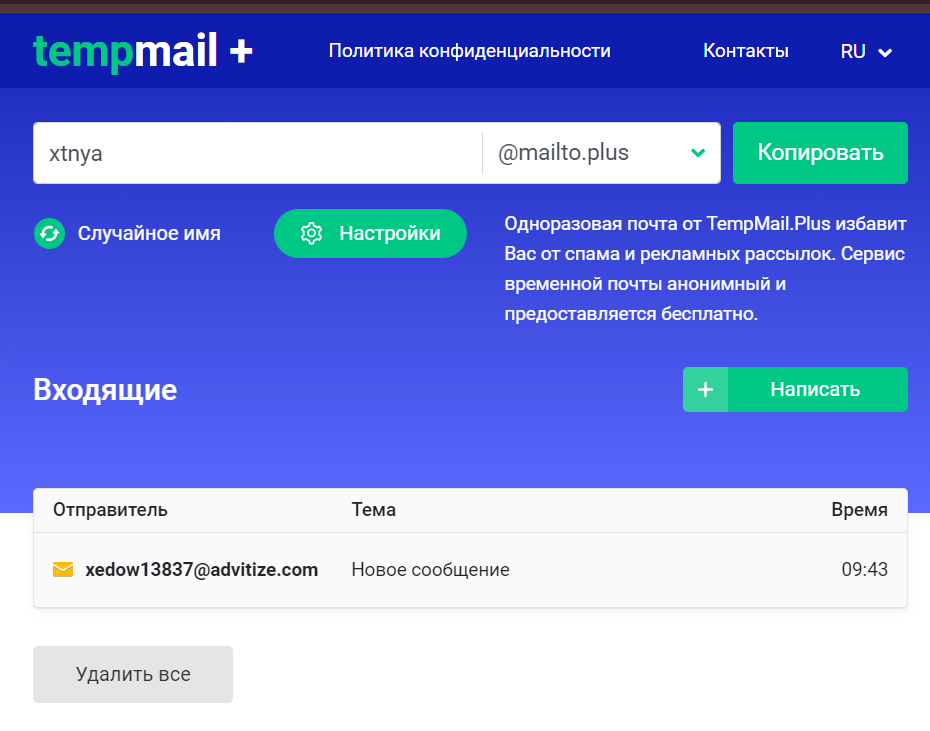 tempmail +
Политика конфиденциальности
Контакты
RU
xtnya
@mailto.plus
Копировать
Случайное имя
Настройки
Одноразовая почта от TempMail.Plus избавит
Вас от спама и рекламных рассылок. Сервис
временной почты анонимный и
предоставляется бесплатно.
Входящие
+ Написать
Отправитель
Тема
Время
xedow13837@advitize.com
Новое сообщение
09:43
Удалить все